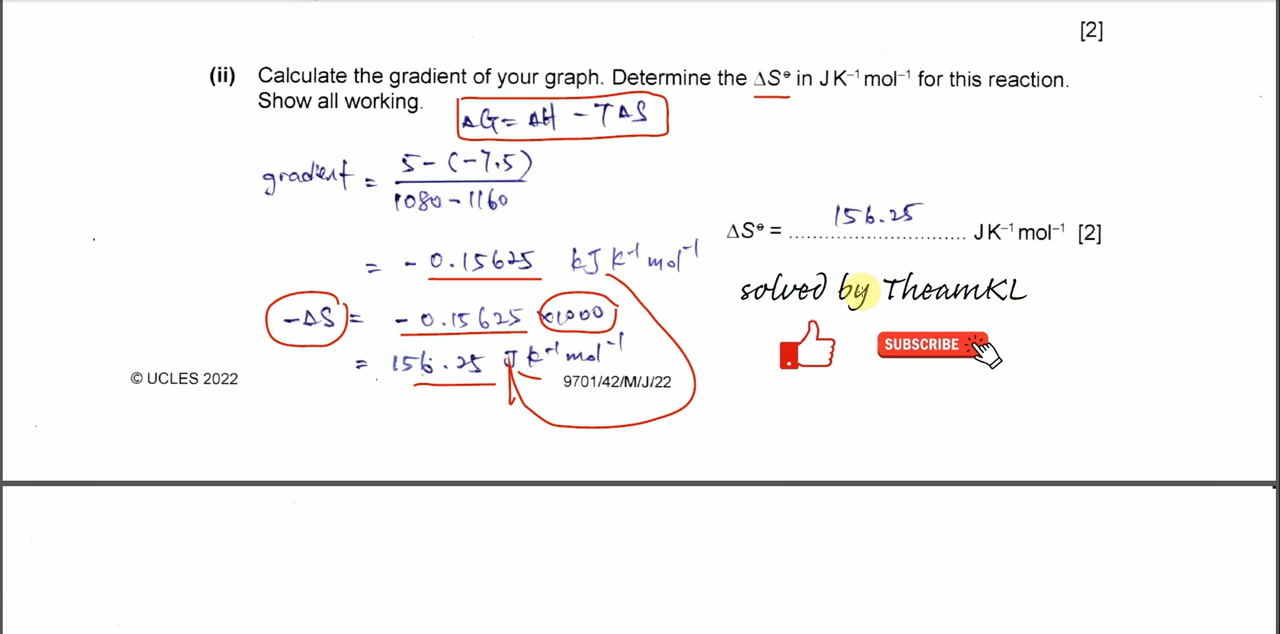 [2]
(ii) Calculate the gradient of your graph. Determine the ΔS⦵ in J K⁻¹ mol⁻¹ for this reaction.
Show all working.
ΔG = ΔH − TΔS
gradient = 5 − (−7.5) / 1080 − 1160
= − 0.15625 kJ K⁻¹ mol⁻¹
−ΔS = − 0.15625 ×1000
= 156.25 J K⁻¹ mol⁻¹
156.25
ΔS⦵ = .............................. J K⁻¹ mol⁻¹ [2]
solved by TheamKL
SUBSCRIBE
© UCLES 2022
9701/42/M/J/22